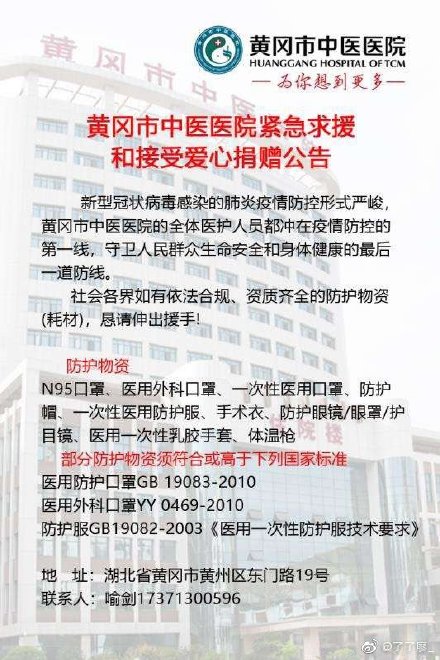 黄冈市中医医院
HUANGGANG HOSPITAL OF TCM
—为你想到更多—
黄冈市中医
黄冈市中医医院紧急求援
和接受爱心捐赠公告
新型冠状病毒感染的肺炎疫情防控形式严峻，
黄冈市中医医院的全体医护人员都冲在疫情防控的
第一线，守卫人民群众生命安全和身体健康的最后
一道防线。
社会各界如有依法合规、资质齐全的防护物资
(耗材)，恳请伸出援手!
防护物资
N95口罩、医用外科口罩、一次性医用口罩、防护
帽、一次性医用防护服、手术衣、防护眼镜/眼罩/护
目镜、医用一次性乳胶手套、体温枪
部分防护物资须符合或高于下列国家标准
医用防护口罩GB 19083-2010
医用外科口罩YY 0469-2010
防护服GB19082-2003《医用一次性防护服技术要求》
地 址：湖北省黄冈市黄州区东门路19号
联系人：喻剑17371300596
@了了廖_